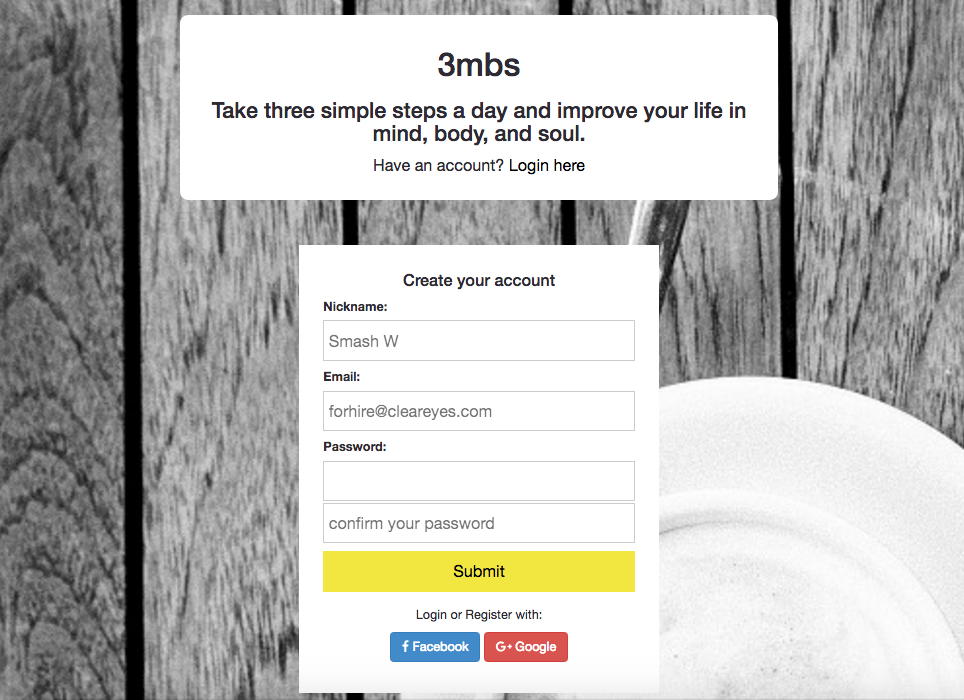 3mbs
Take three simple steps a day and improve your life in
mind, body, and soul.
Have an account? Login here
Create your account
Nickname:
Smash W
Email:
forhire@cleareyes.com
Password:
confirm your password
Submit
Login or Register with:
f Facebook
G+ Google